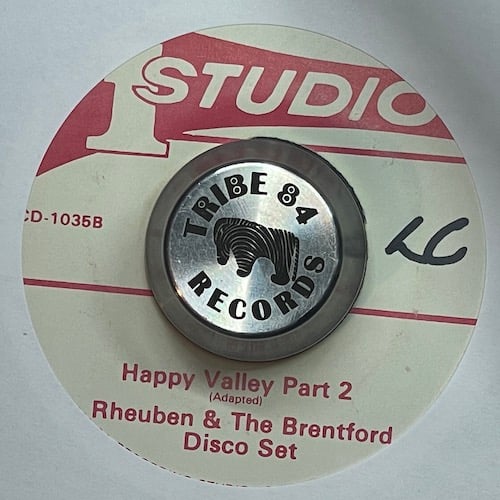 1 STUDIO
CD-1035B
TRIBE 84
RECORDS
LC
Happy Valley Part 2
(Adapted)
Rheuben & The Brentford
Disco Set